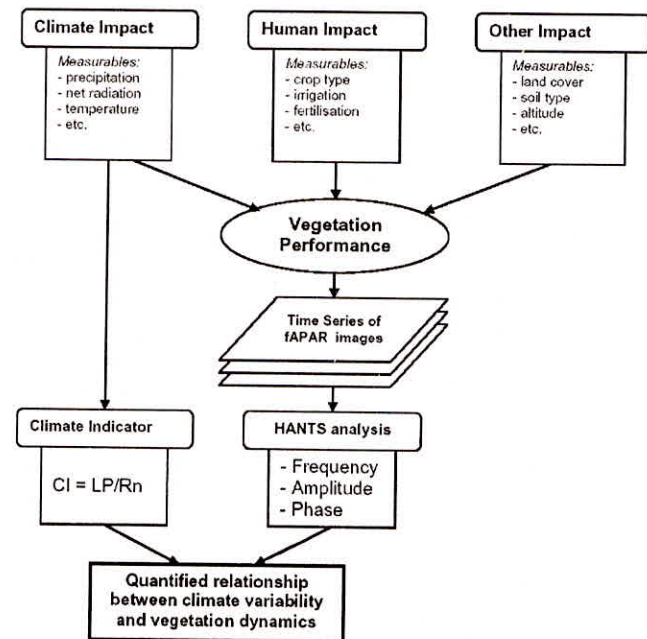 Climate Impact
Measurables:
- precipitation
- net radiation
- temperature
- etc.
Human Impact
Measurables:
- crop type
- irrigation
- fertilisation
- etc.
Other Impact
Measurables:
- land cover
- soil type
- altitude
- etc.
Vegetation
Performance
Time Series of
fAPAR images
Climate Indicator
CI = LP/Rn
HANTS analysis
- Frequency
- Amplitude
- Phase
Quantified relationship
between climate variability
and vegetation dynamics